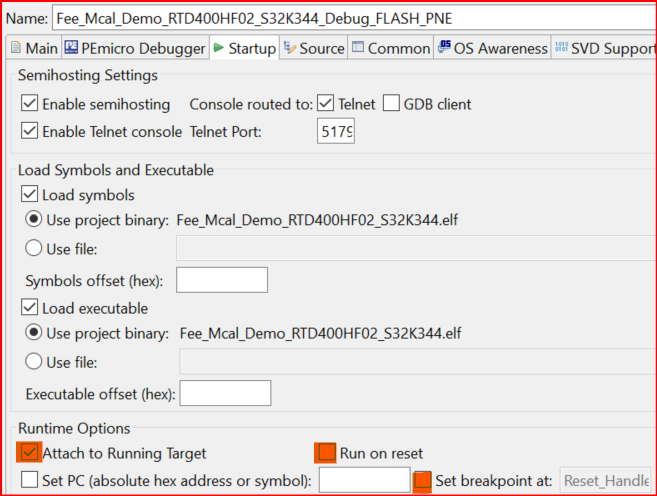 Name: Fee_Mcal_Demo_RTD400HF02_S32K344_Debug_FLASH_PNE
Main PEmicro Debugger Startup Source Common OS Awareness SVD Support
Semihosting Settings
Enable semihosting Console routed to: Telnet GDB client
Enable Telnet console Telnet Port: 5179
Load Symbols and Executable
Load symbols
Use project binary: Fee_Mcal_Demo_RTD400HF02_S32K344.elf
Use file:
Symbols offset (hex):
Load executable
Use project binary: Fee_Mcal_Demo_RTD400HF02_S32K344.elf
Use file:
Executable offset (hex):
Runtime Options
Attach to Running Target Run on reset
Set PC (absolute hex address or symbol): Set breakpoint at: Reset_Handle